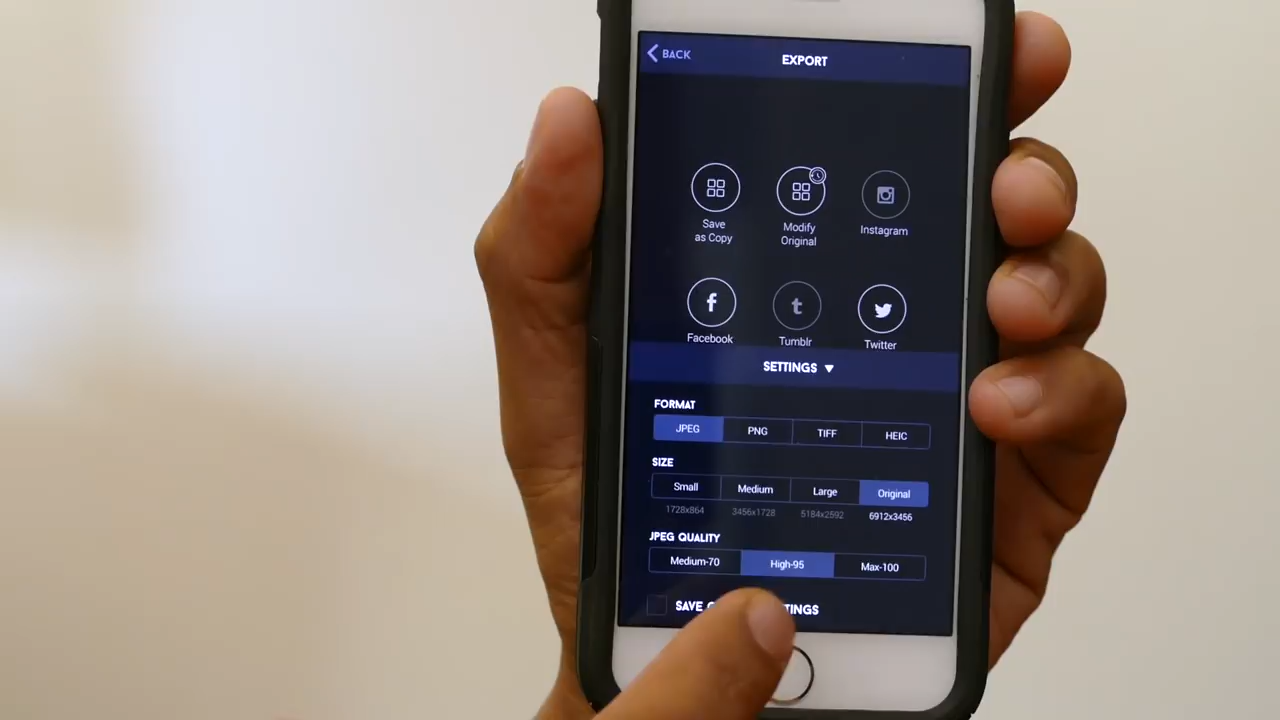 BACK
EXPORT
Save
as Copy
Modify
Original
Instagram
Facebook
Tumblr
Twitter
SETTINGS ▼
FORMAT
JPEG PNG TIFF HEIC
SIZE
Small Medium Large Original
1728x864 3456x1728 5184x2592 6912x3456
JPEG QUALITY
Medium-70 High-95 Max-100
SAVE